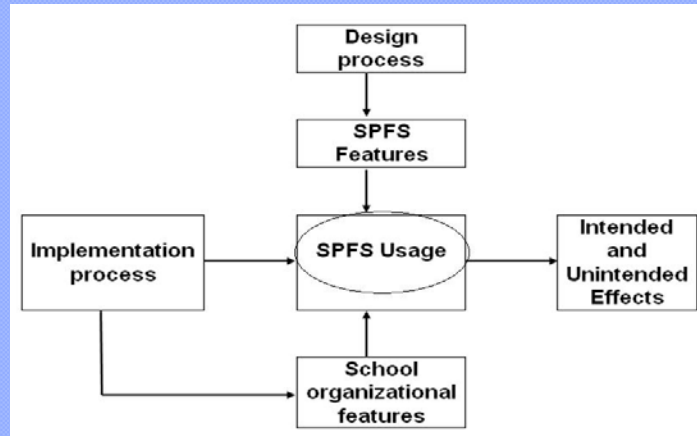 Design
process
SPFS
Features
Implementation
process
SPFS Usage
Intended
and
Unintended
Effects
School
organizational
features